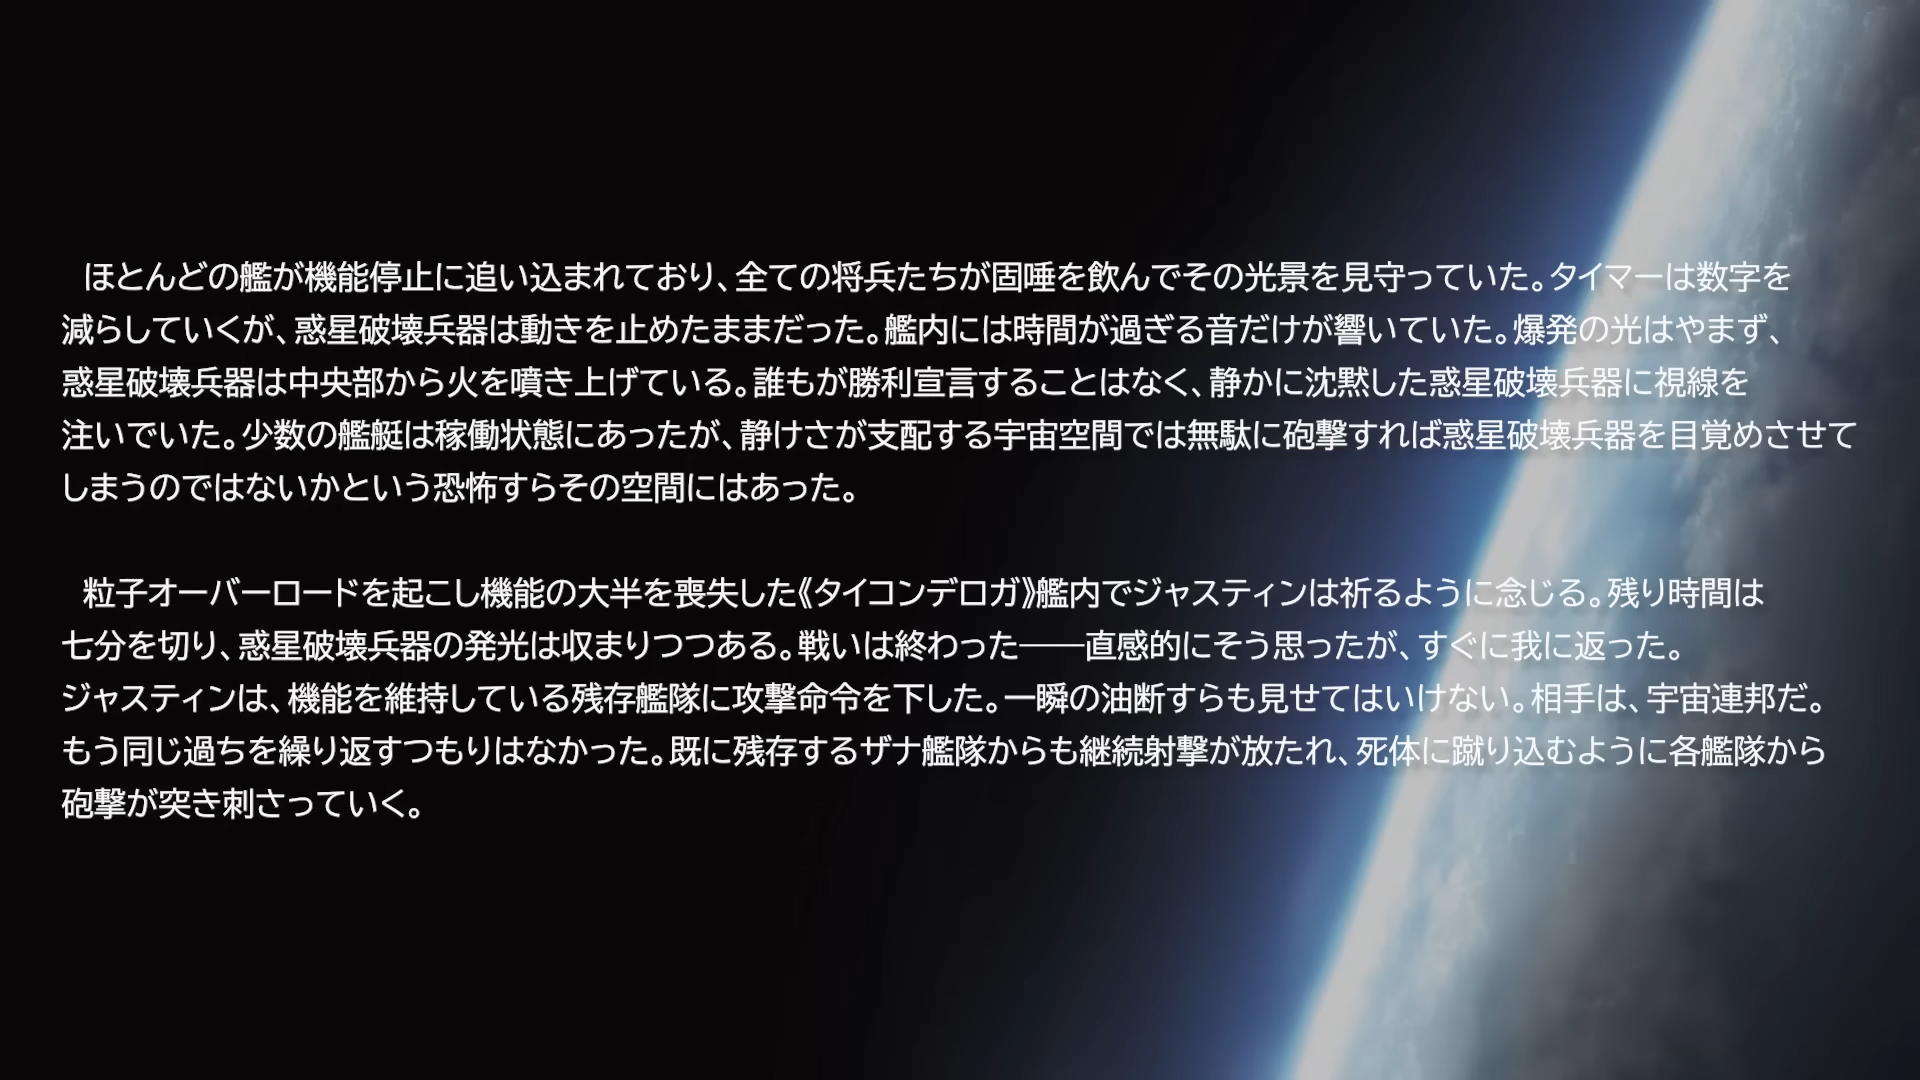 ほとんどの艦が機能停止に追い込まれており、全ての将兵たちが固唾を飲んでその光景を見守っていた。タイマーは数字を
減らしていくが、惑星破壊兵器は動きを止めたままだった。艦内には時間が過ぎる音だけが響いていた。爆発の光はやまず、
惑星破壊兵器は中央部から火を噴き上げている。誰もが勝利宣言することはなく、静かに沈黙した惑星破壊兵器に視線を
注いでいた。少数の艦艇は稼働状態にあったが、静けさが支配する宇宙空間では無駄に砲撃すれば惑星破壊兵器を目覚めさせて
しまうのではないかという恐怖すらその空間にはあった。
粒子オーバーロードを起こし機能の大半を喪失した《タイコンデロガ》艦内でジャスティンは祈るように念じる。残り時間は
七分を切り、惑星破壊兵器の発光は収まりつつある。戦いは終わった――直感的にそう思ったが、すぐに我に返った。
ジャスティンは、機能を維持している残存艦隊に攻撃命令を下した。一瞬の油断すらも見せてはいけない。相手は、宇宙連邦だ。
もう同じ過ちを繰り返すつもりはなかった。既に残存するザナ艦隊からも継続射撃が放たれ、死体に蹴り込むように各艦隊から
砲撃が突き刺さっていく。